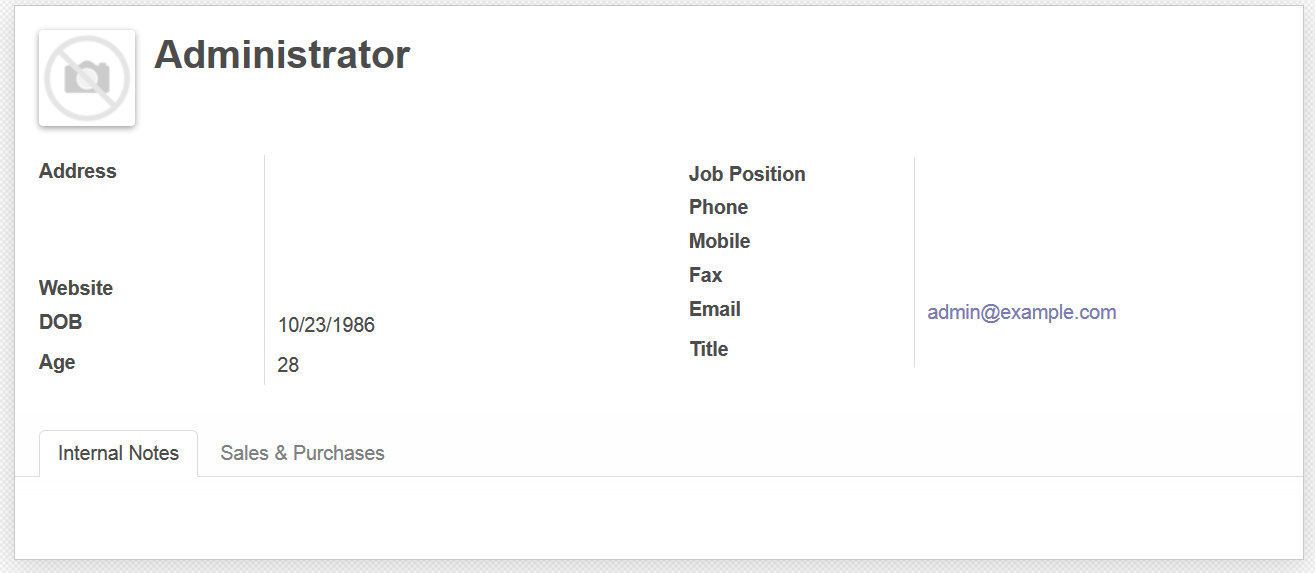 Administrator
Address
Website
DOB 10/23/1986
Age 28
Job Position
Phone
Mobile
Fax
Email admin@example.com
Title
Internal Notes Sales & Purchases